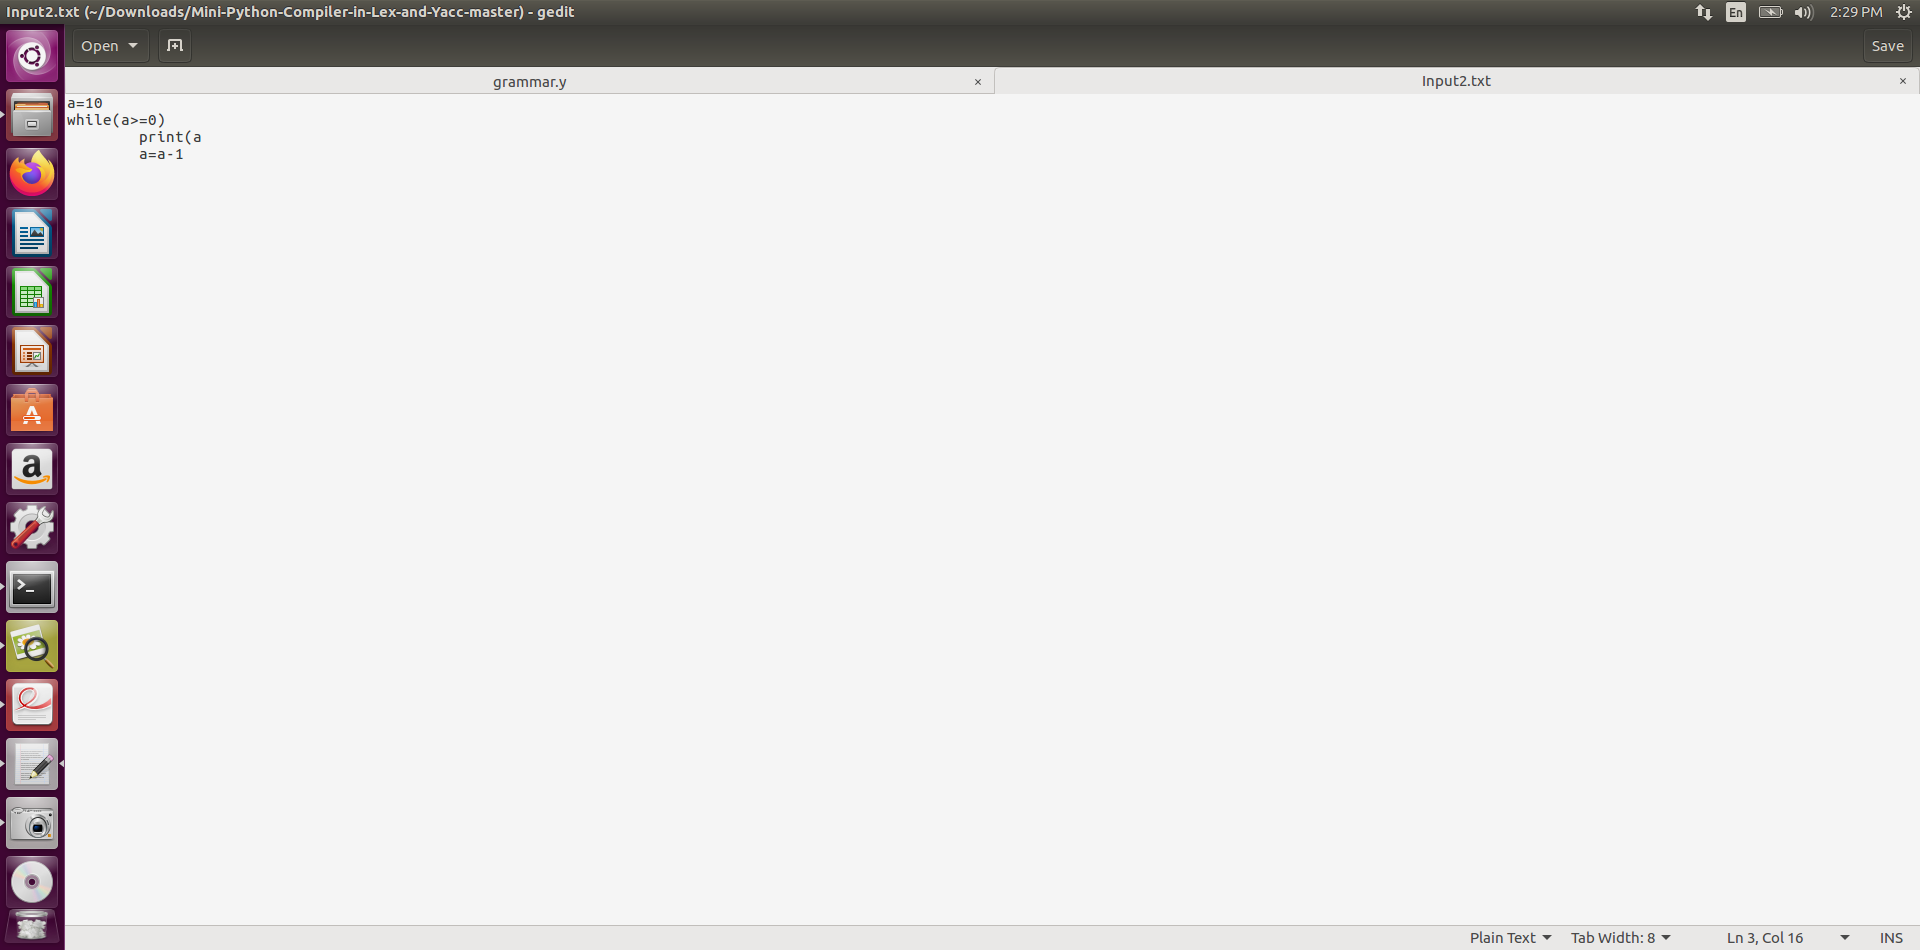 Input2.txt (~/Downloads/Mini-Python-Compiler-in-Lex-and-Yacc-master) - gedit
En
2:29 PM
Open
Save
grammar.y ×
Input2.txt ×
a=10
while(a>=0)
        print(a
        a=a-1
Plain Text
Tab Width: 8
Ln 3, Col 16
INS